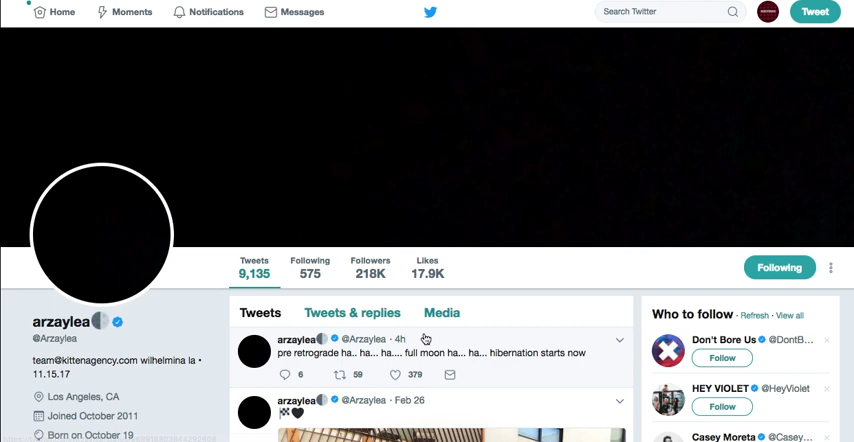 Home Moments Notifications Messages Search Twitter Tweet
Tweets Following Followers Likes
9,135 575 218K 17.9K
Following
arzaylea
@Arzaylea
team@kittenagency.com wilhelmina la •
11.15.17
Los Angeles, CA
Joined October 2011
Born on October 19
Tweets Tweets & replies Media
arzaylea @Arzaylea · 4h
pre retrograde ha.. ha... ha.... full moon ha... ha... hibernation starts now
6 59 379
arzaylea @Arzaylea · Feb 26
Who to follow · Refresh · View all
Don't Bore Us @DontB...
Follow
HEY VIOLET @HeyViolet
Follow
Casey Moreta @Casey...